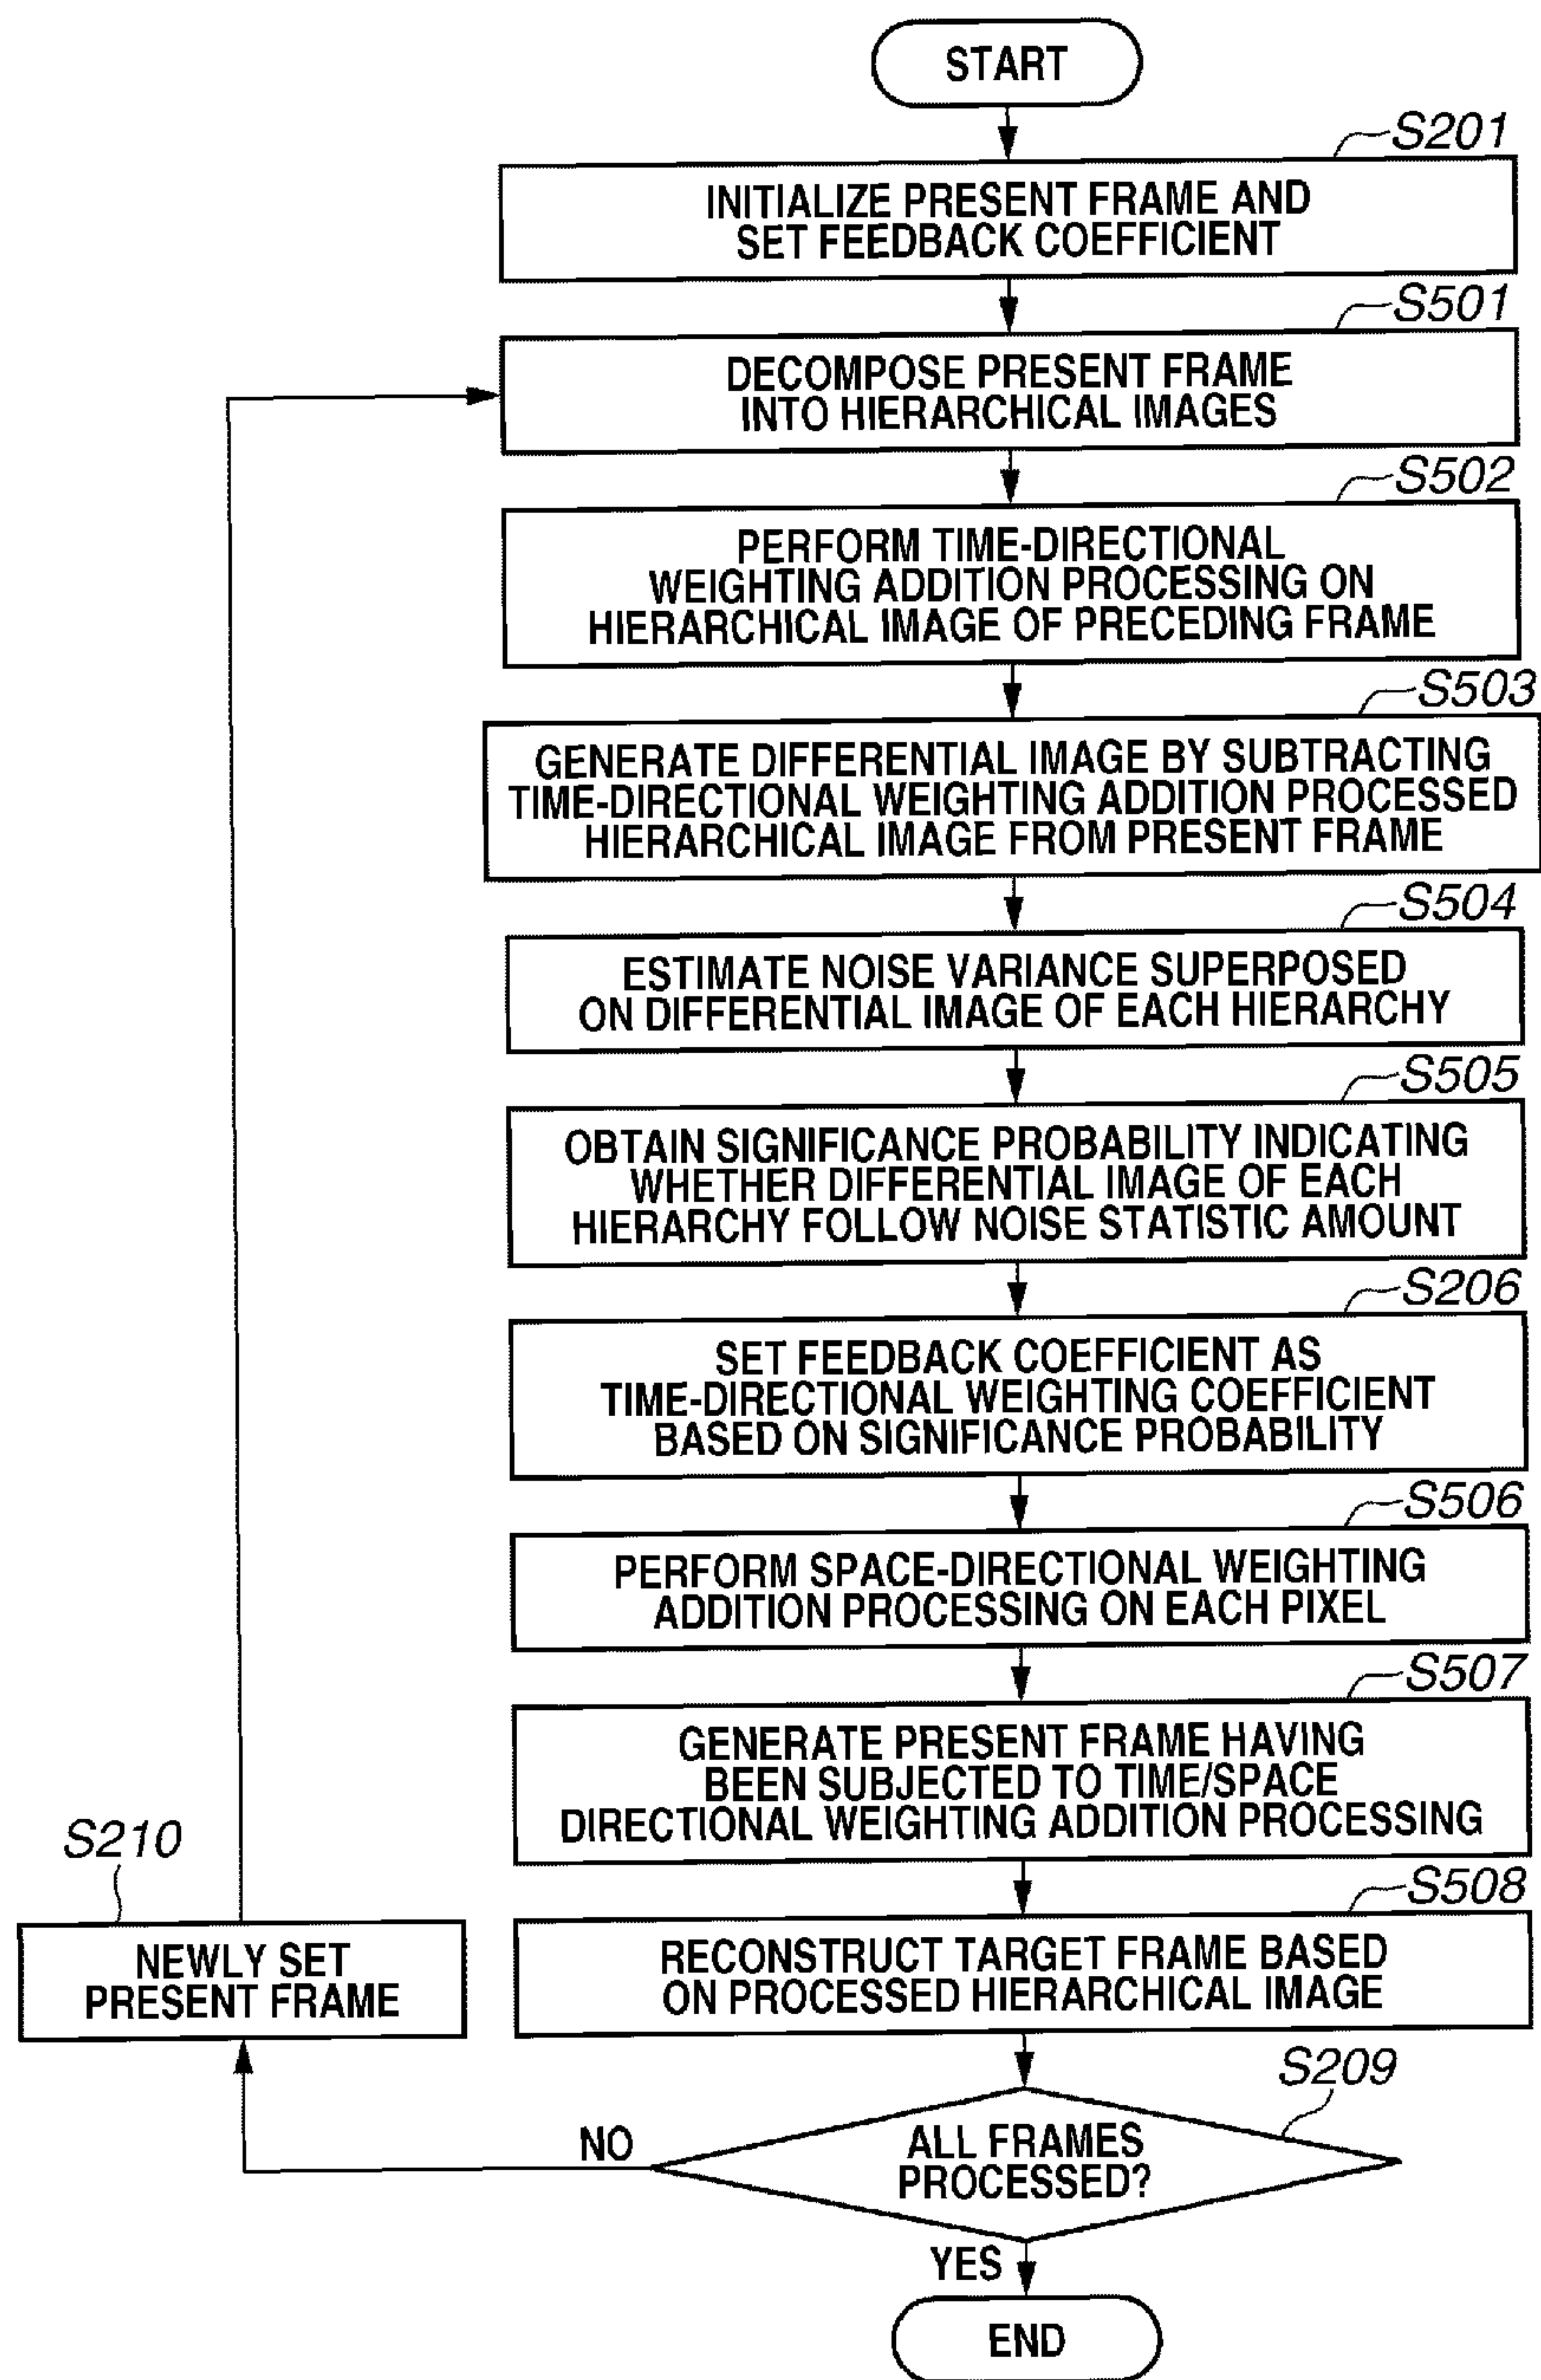 START
S201
INITIALIZE PRESENT FRAME AND
SET FEEDBACK COEFFICIENT
S501
DECOMPOSE PRESENT FRAME
INTO HIERARCHICAL IMAGES
S502
PERFORM TIME-DIRECTIONAL
WEIGHTING ADDITION PROCESSING ON
HIERARCHICAL IMAGE OF PRECEDING FRAME
S503
GENERATE DIFFERENTIAL IMAGE BY SUBTRACTING
TIME-DIRECTIONAL WEIGHTING ADDITION PROCESSED
HIERARCHICAL IMAGE FROM PRESENT FRAME
S504
ESTIMATE NOISE VARIANCE SUPERPOSED
ON DIFFERENTIAL IMAGE OF EACH HIERARCHY
S505
OBTAIN SIGNIFICANCE PROBABILITY INDICATING
WHETHER DIFFERENTIAL IMAGE OF EACH
HIERARCHY FOLLOW NOISE STATISTIC AMOUNT
S206
SET FEEDBACK COEFFICIENT AS
TIME-DIRECTIONAL WEIGHTING COEFFICIENT
BASED ON SIGNIFICANCE PROBABILITY
S506
PERFORM SPACE-DIRECTIONAL WEIGHTING
ADDITION PROCESSING ON EACH PIXEL
S507
GENERATE PRESENT FRAME HAVING
BEEN SUBJECTED TO TIME/SPACE
DIRECTIONAL WEIGHTING ADDITION PROCESSING
S210
NEWLY SET
PRESENT FRAME
S508
RECONSTRUCT TARGET FRAME BASED
ON PROCESSED HIERARCHICAL IMAGE
S209
ALL FRAMES
PROCESSED?
NO
YES
END